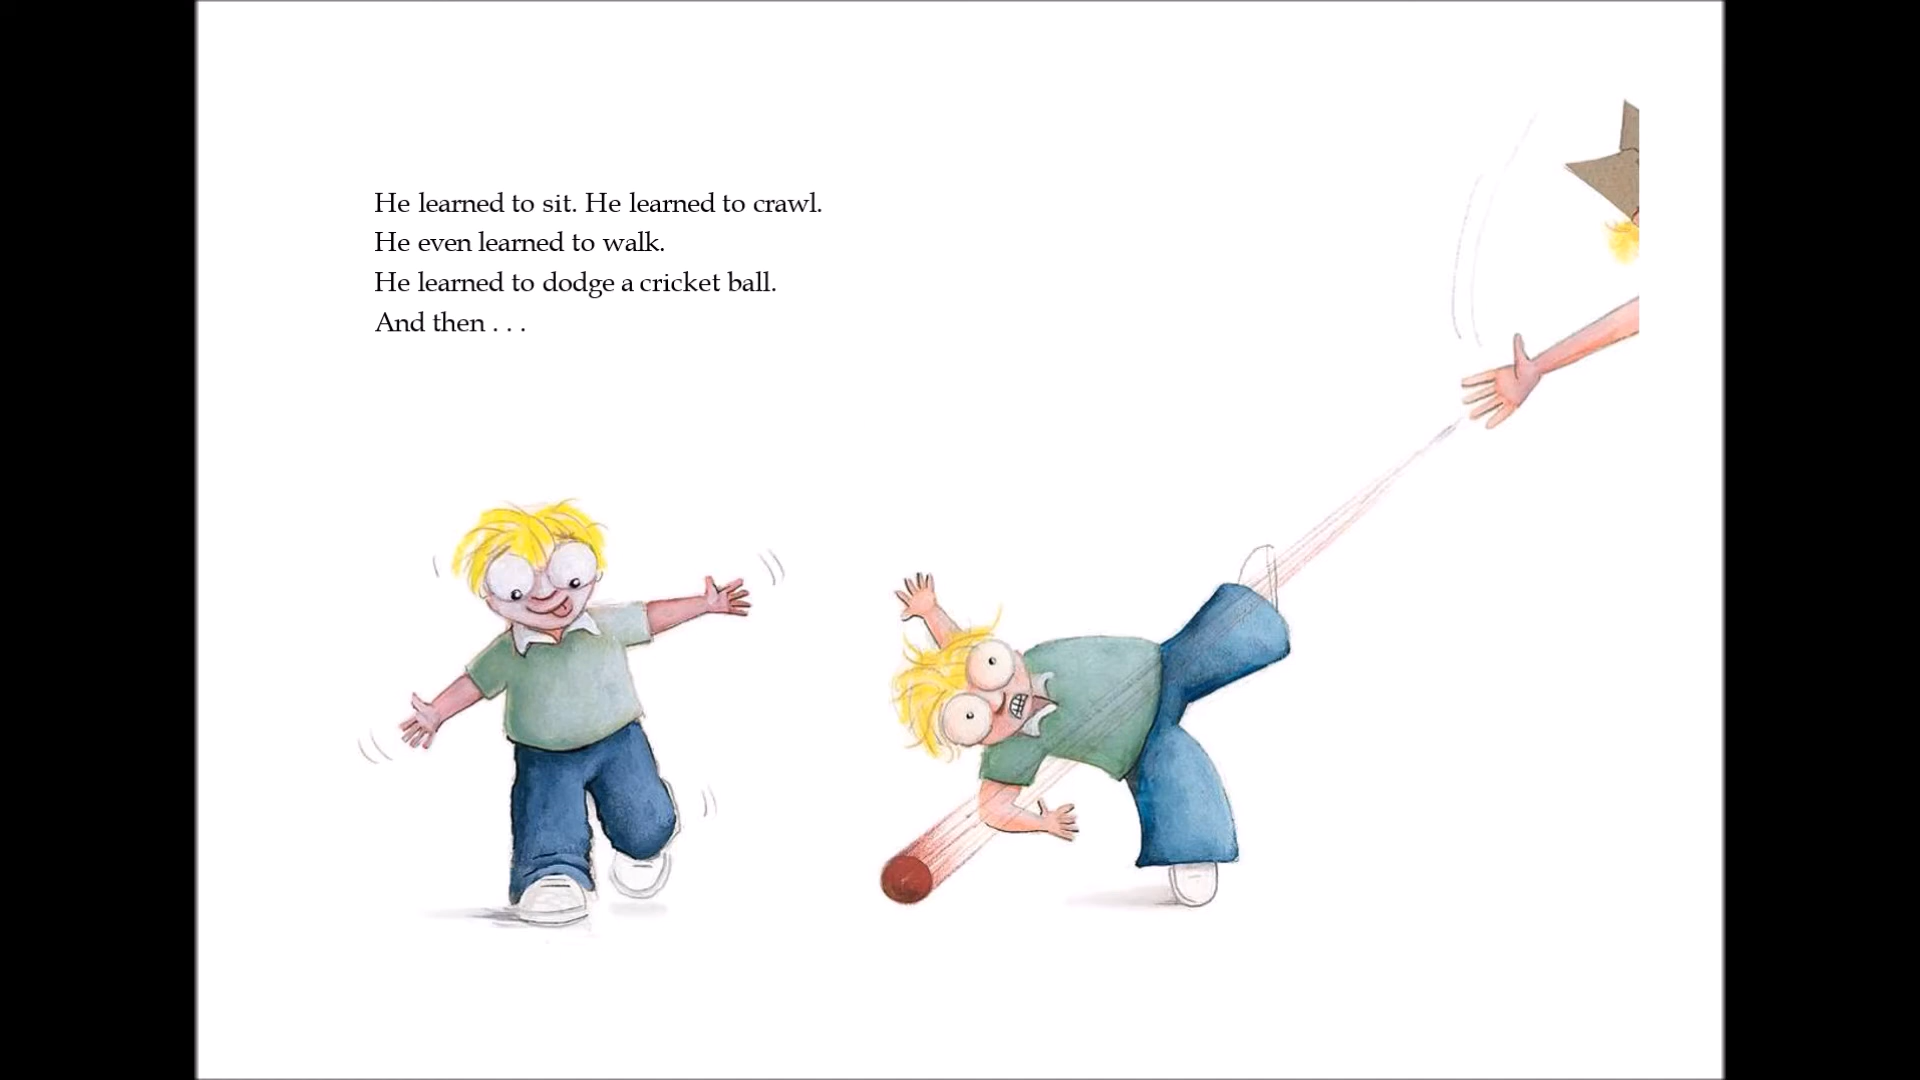 He learned to sit. He learned to crawl.
He even learned to walk.
He learned to dodge a cricket ball.
And then . . .